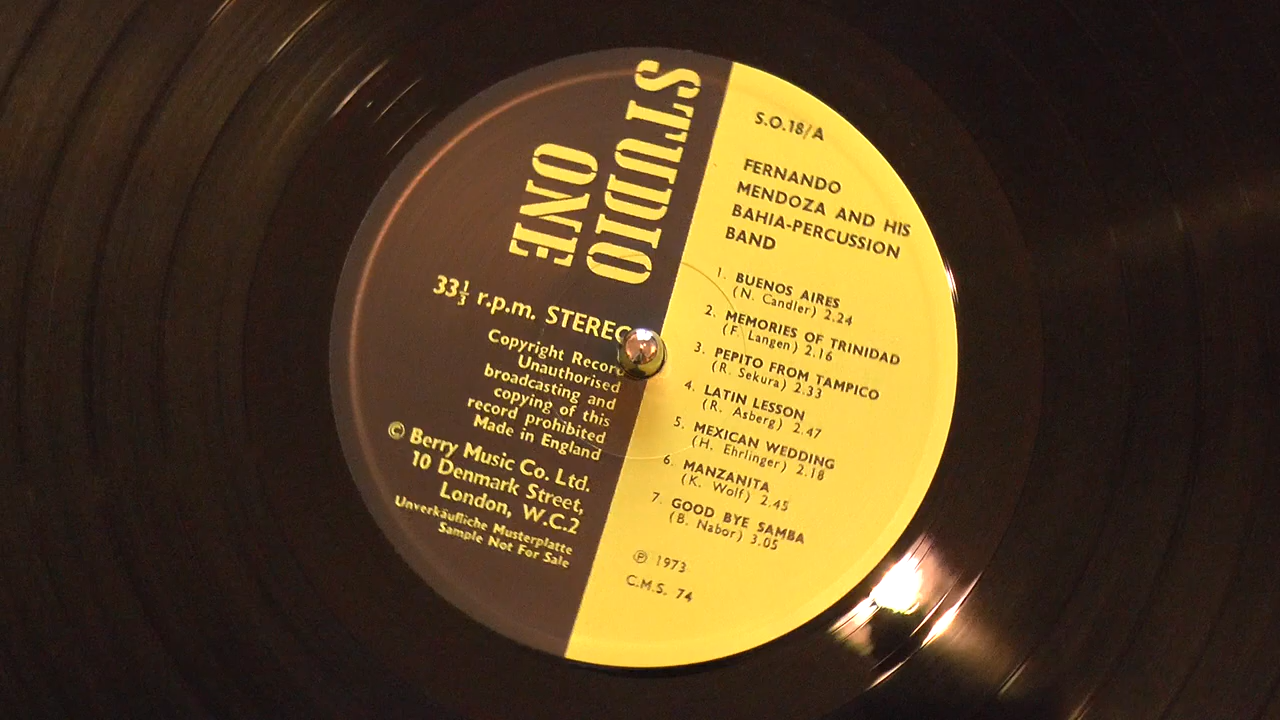 STUDIO
ONE
33⅓ r.p.m. STEREO
Copyright Record
Unauthorised
broadcasting and
copying of this
record prohibited
Made in England
© Berry Music Co. Ltd.
10 Denmark Street,
London, W.C.2
Unverkäufliche Musterplatte
Sample Not For Sale
S.O.18/A
FERNANDO
MENDOZA AND HIS
BAHIA-PERCUSSION
BAND
1. BUENOS AIRES
(N. Candler) 2.24
2. MEMORIES OF TRINIDAD
(F. Langen) 2.16
3. PEPITO FROM TAMPICO
(R. Sekura) 2.33
4. LATIN LESSON
(R. Asberg) 2.47
5. MEXICAN WEDDING
(H. Ehrlinger) 2.18
6. MANZANITA
(K. Wolf) 2.45
7. GOOD BYE SAMBA
(B. Nabor) 3.05
℗ 1973
C.M.S. 74